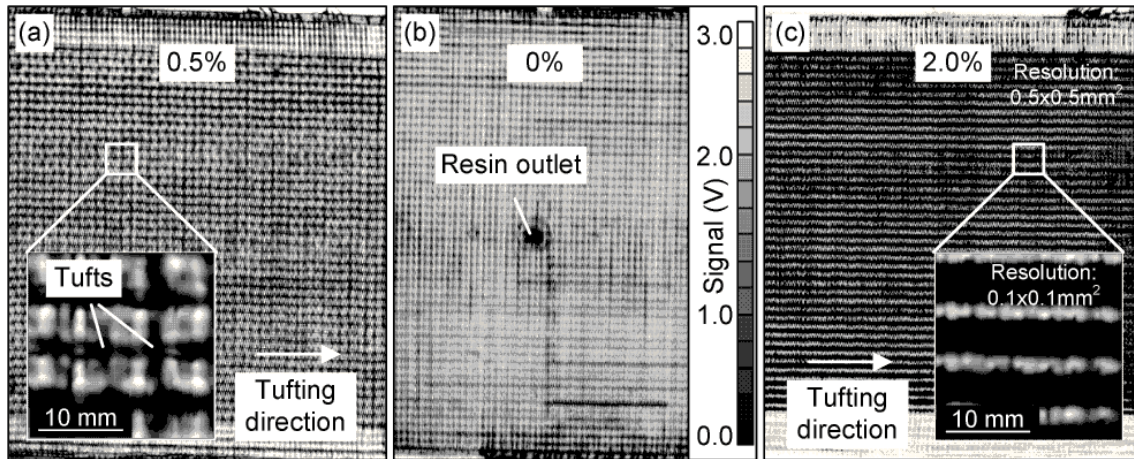 (a)
0.5%
Tufts
10 mm
Tufting
direction
(b)
0%
Resin outlet
3.0
2.0
1.0
0.0
Signal (V)
(c)
2.0%
Resolution:
0.5x0.5mm²
Resolution:
0.1x0.1mm²
10 mm
Tufting
direction